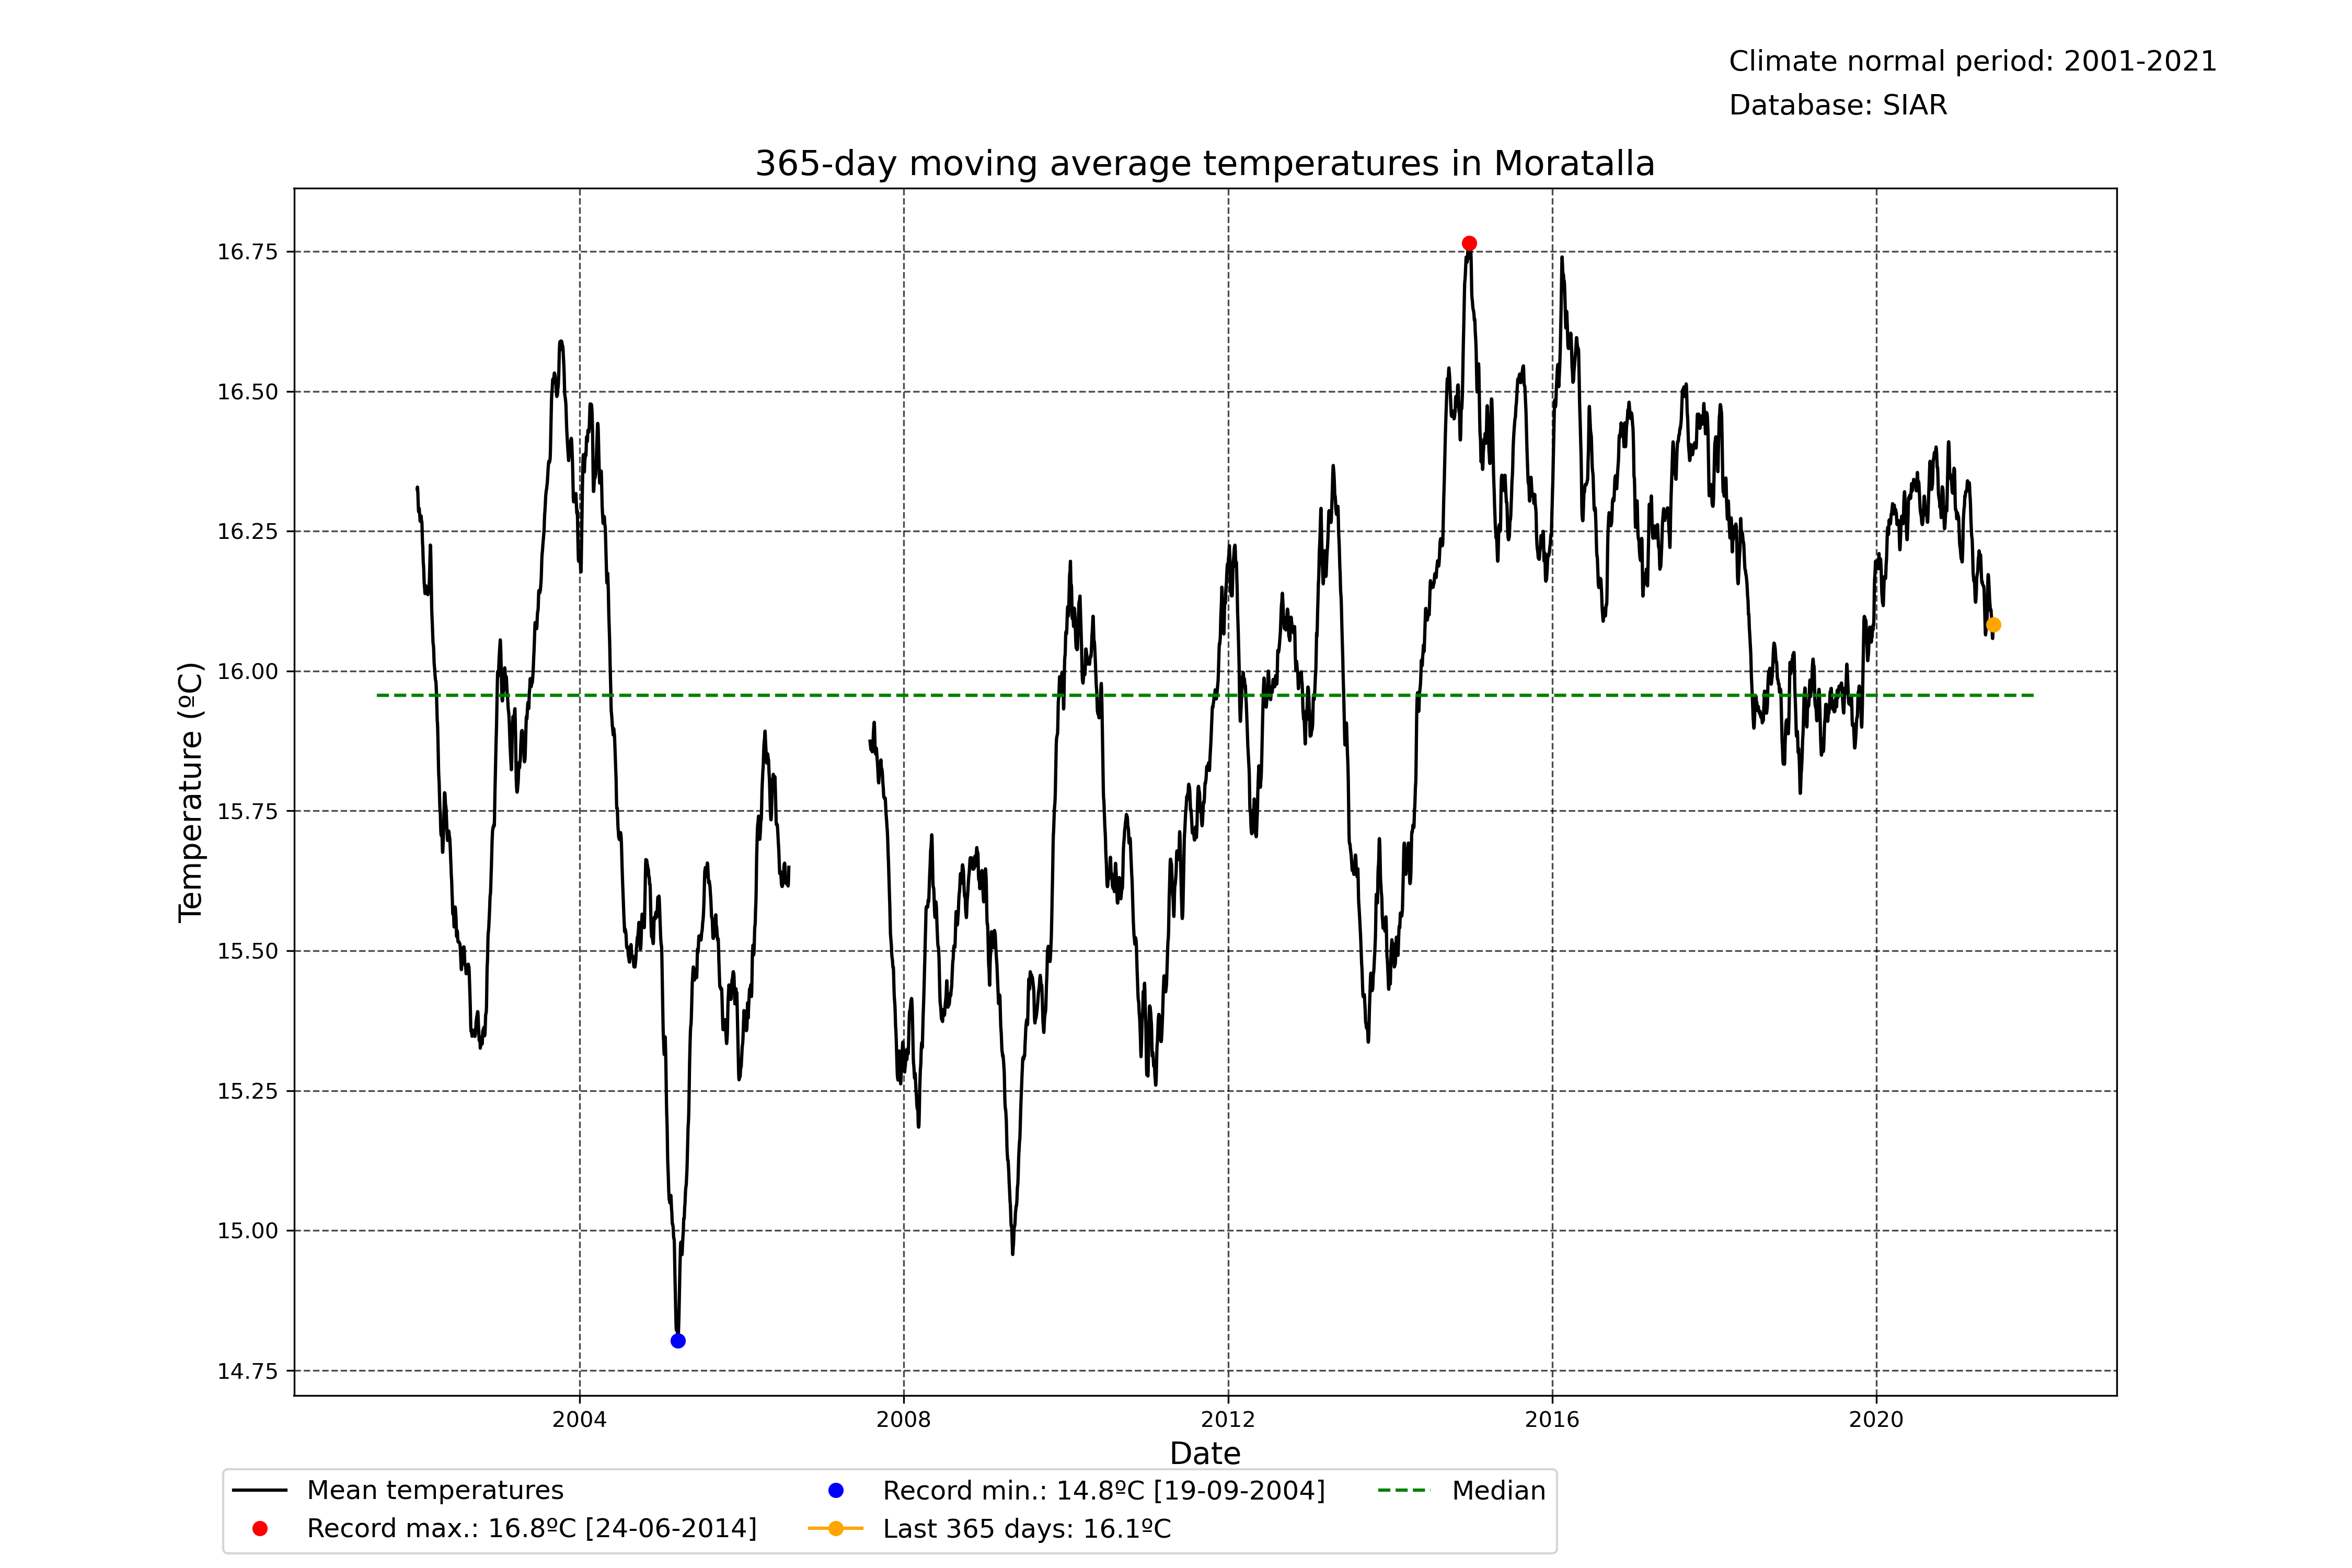 Climate normal period: 2001-2021
Database: SIAR
365-day moving average temperatures in Moratalla
16.75
16.50
16.25
16.00
15.75
15.50
15.25
15.00
14.75
Temperature (ºC)
2004 2008 2012 2016 2020
Date
Mean temperatures
Record max.: 16.8ºC [24-06-2014]
Record min.: 14.8ºC [19-09-2004]
Last 365 days: 16.1ºC
Median